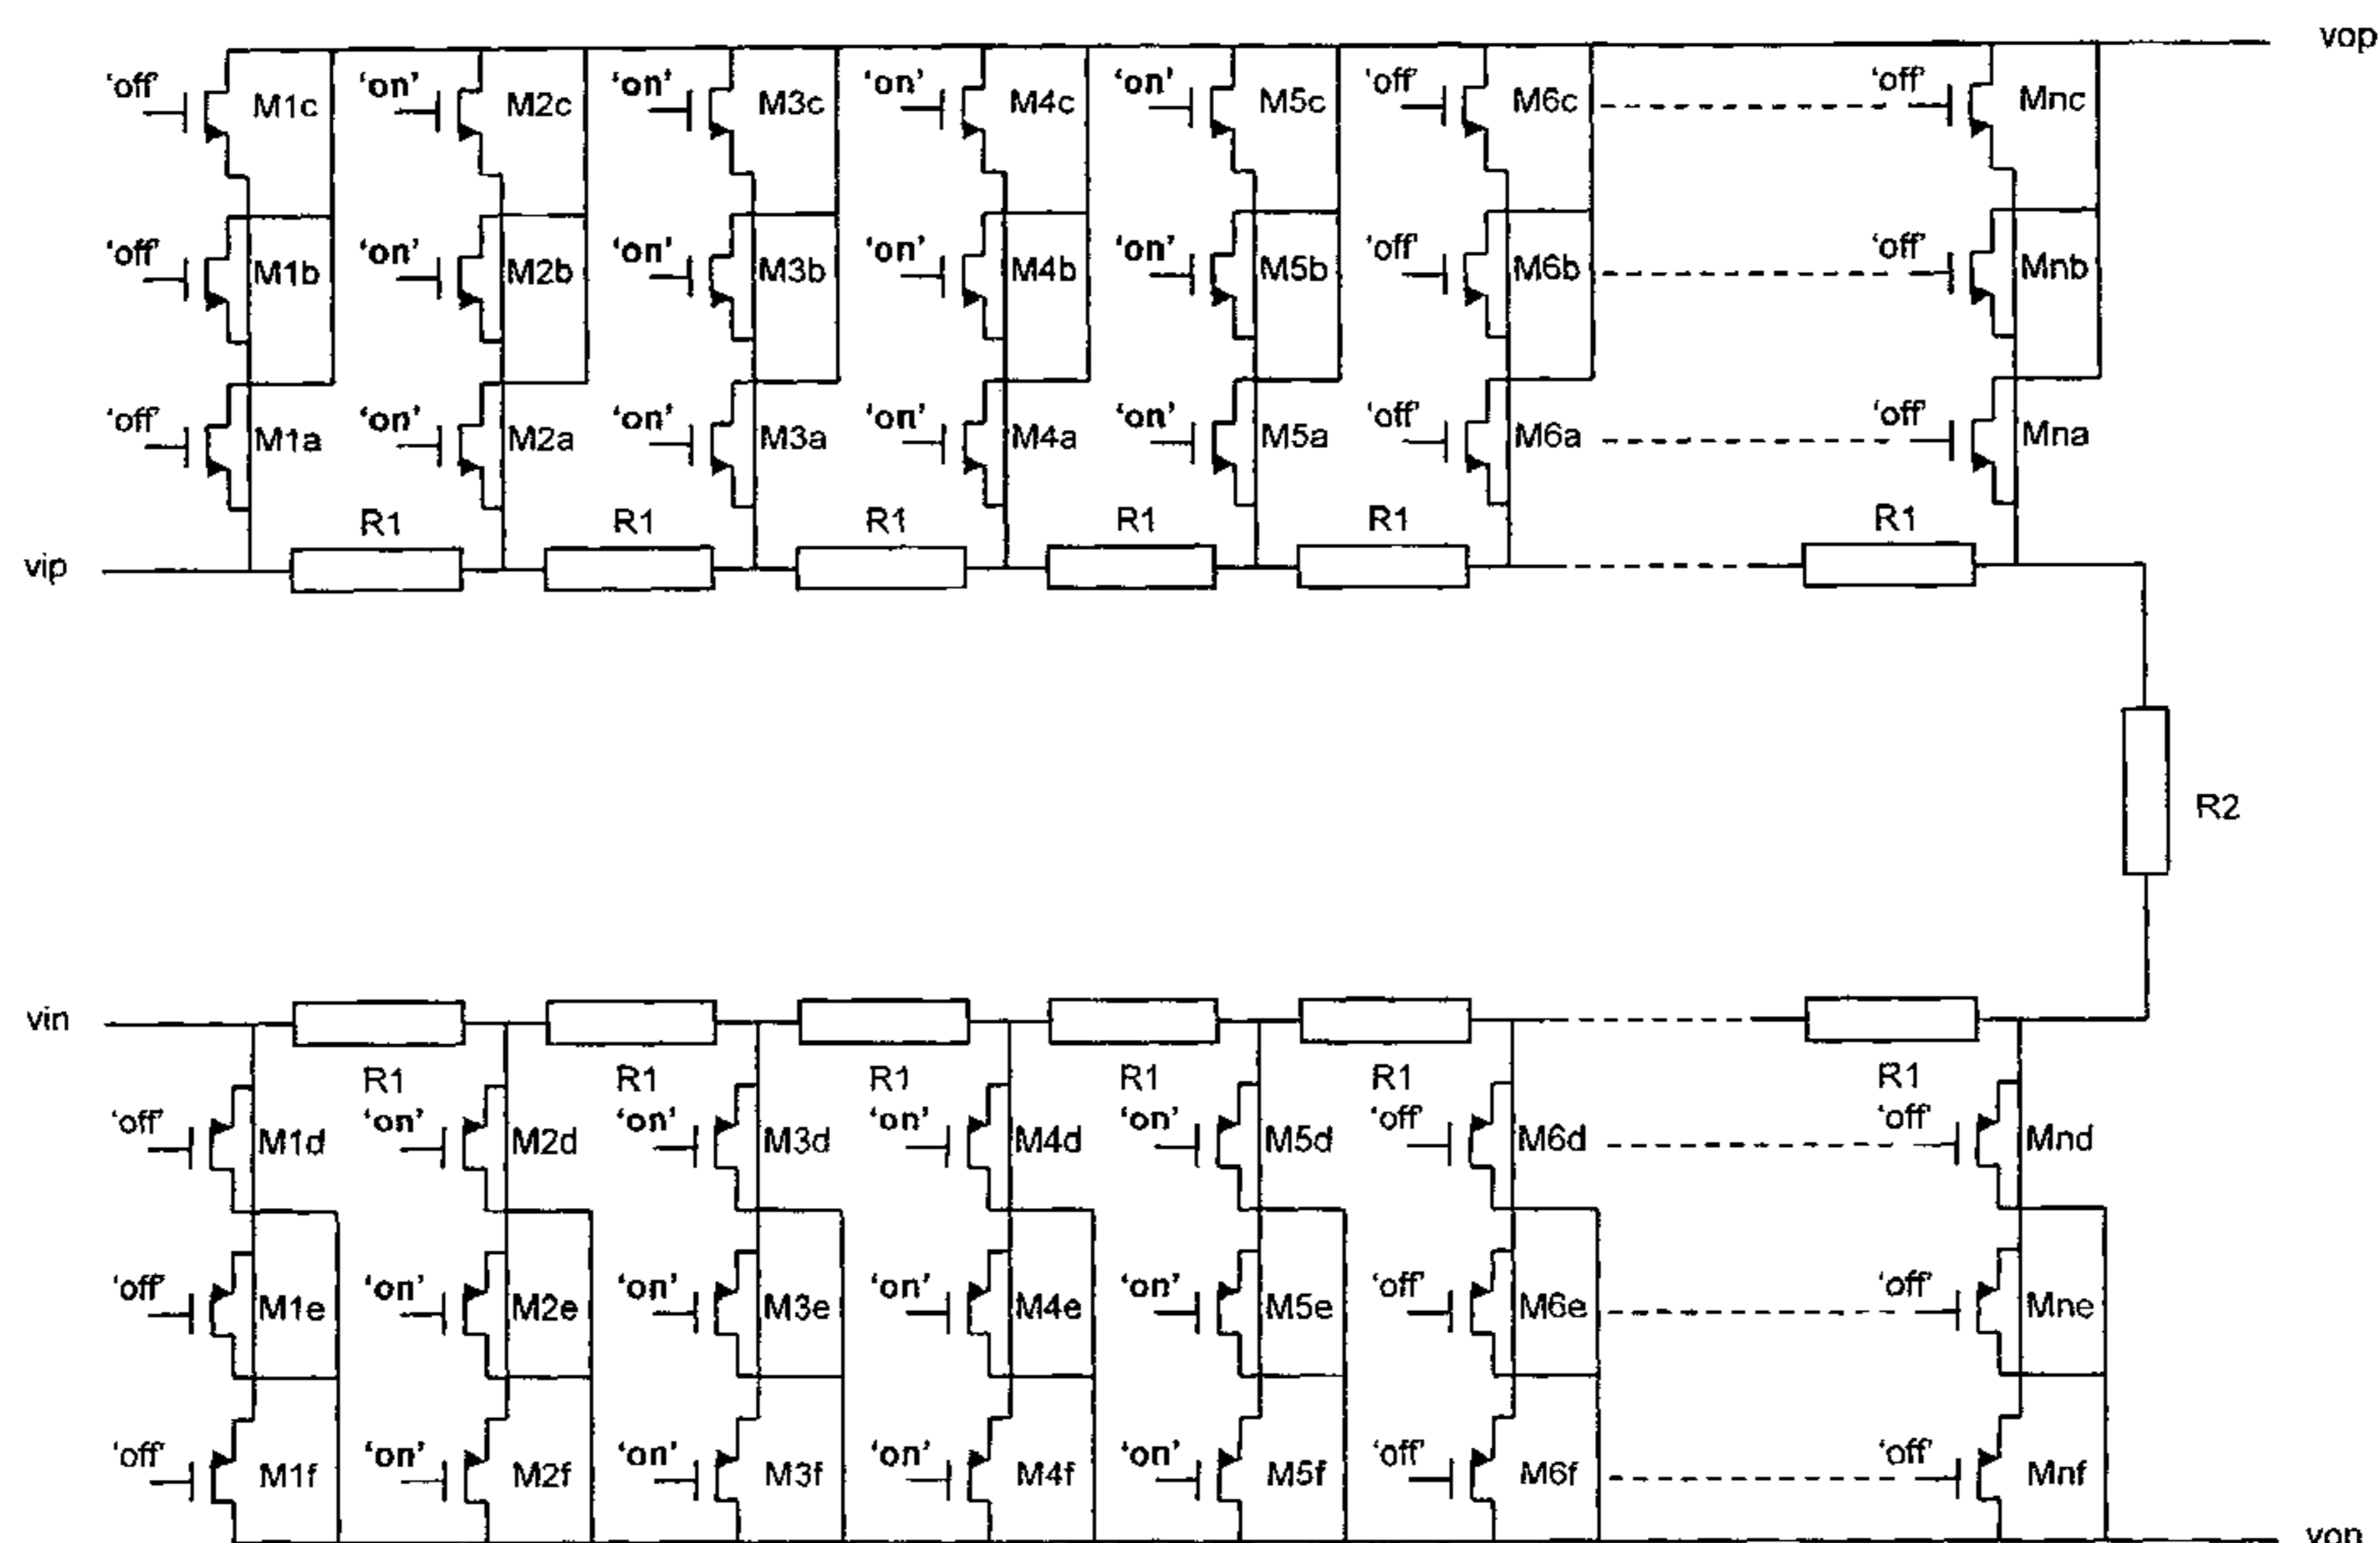 vop
'off' M1c 'on' M2c 'on' M3c 'on' M4c 'on' M5c 'off' M6c 'off' Mnc
'off' M1b 'on' M2b 'on' M3b 'on' M4b 'on' M5b 'off' M6b 'off' Mnb
'off' M1a 'on' M2a 'on' M3a 'on' M4a 'on' M5a 'off' M6a 'off' Mna
R1 R1 R1 R1 R1 R1
vip
R2
vin
R1 R1 R1 R1 R1 R1
'off' M1d 'on' M2d 'on' M3d 'on' M4d 'on' M5d 'off' M6d 'off' Mnd
'off' M1e 'on' M2e 'on' M3e 'on' M4e 'on' M5e 'off' M6e 'off' Mne
'off' M1f 'on' M2f 'on' M3f 'on' M4f 'on' M5f 'off' M6f 'off' Mnf
von